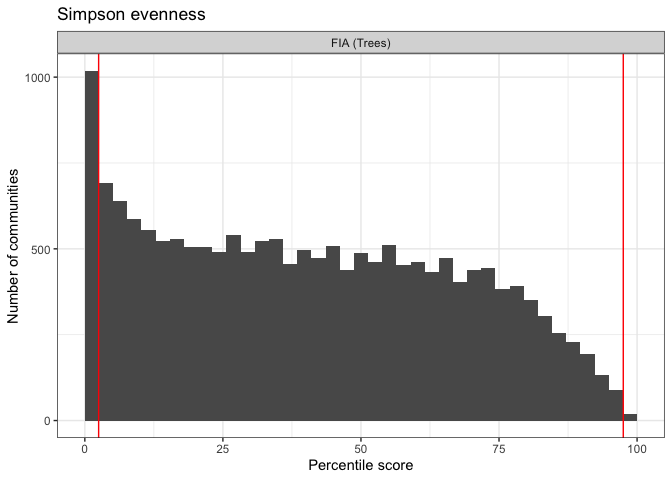 Simpson evenness
FIA (Trees)
1000
500
0
Number of communities
0 25 50 75 100
Percentile score